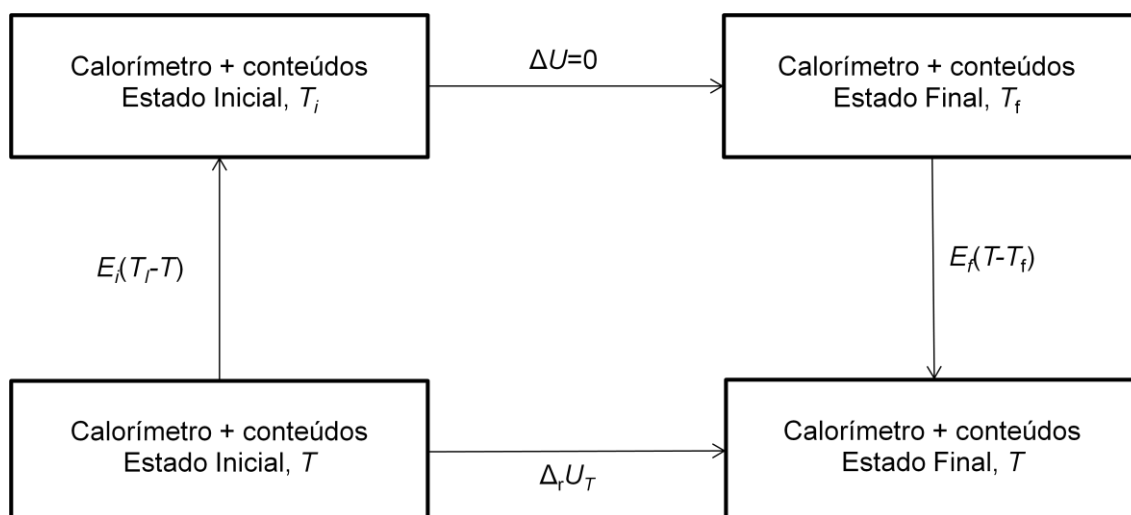 Calorímetro + conteúdos
Estado Inicial, Ti
ΔU=0
Calorímetro + conteúdos
Estado Final, Tf
Ei(TI-T)
Ef(T-Tf)
Calorímetro + conteúdos
Estado Inicial, T
ΔrUT
Calorímetro + conteúdos
Estado Final, T